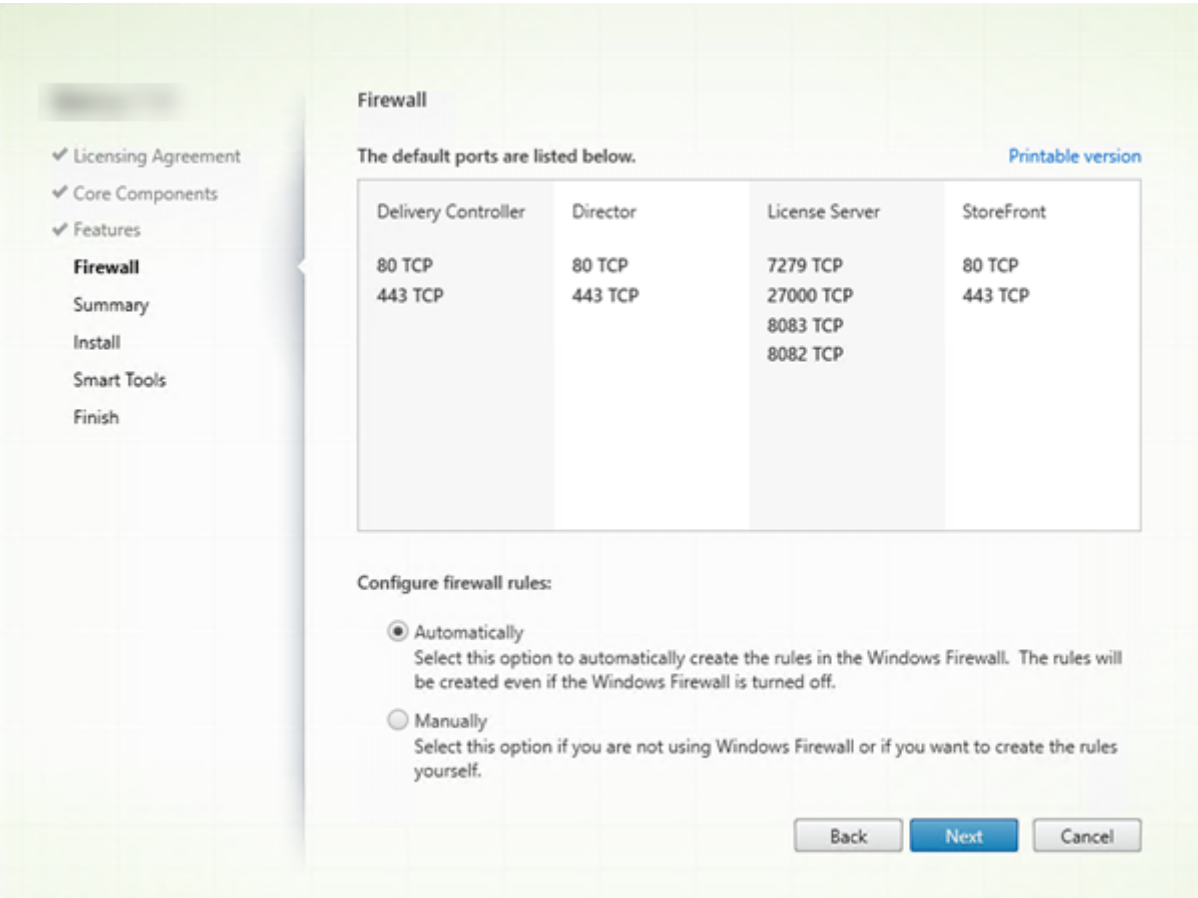 Licensing Agreement
Core Components
Features
Firewall
Summary
Install
Smart Tools
Finish
Firewall
The default ports are listed below.
Printable version
Delivery Controller
80 TCP
443 TCP
Director
80 TCP
443 TCP
License Server
7279 TCP
27000 TCP
8083 TCP
8082 TCP
StoreFront
80 TCP
443 TCP
Configure firewall rules:
Automatically
Select this option to automatically create the rules in the Windows Firewall. The rules will
be created even if the Windows Firewall is turned off.
Manually
Select this option if you are not using Windows Firewall or if you want to create the rules
yourself.
Back
Next
Cancel